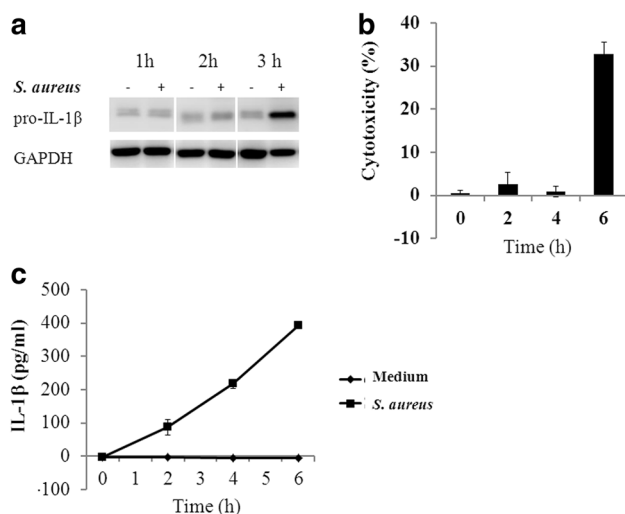 a
1h 2h 3 h
S. aureus - + - + - +
pro-IL-1β
GAPDH
b
Cytotoxicity (%)
40
30
20
10
0
-10
0 2 4 6
Time (h)
c
IL-1β (pg/ml)
500
400
300
200
100
0
-100
0 1 2 3 4 5 6
Time (h)
Medium
S. aureus